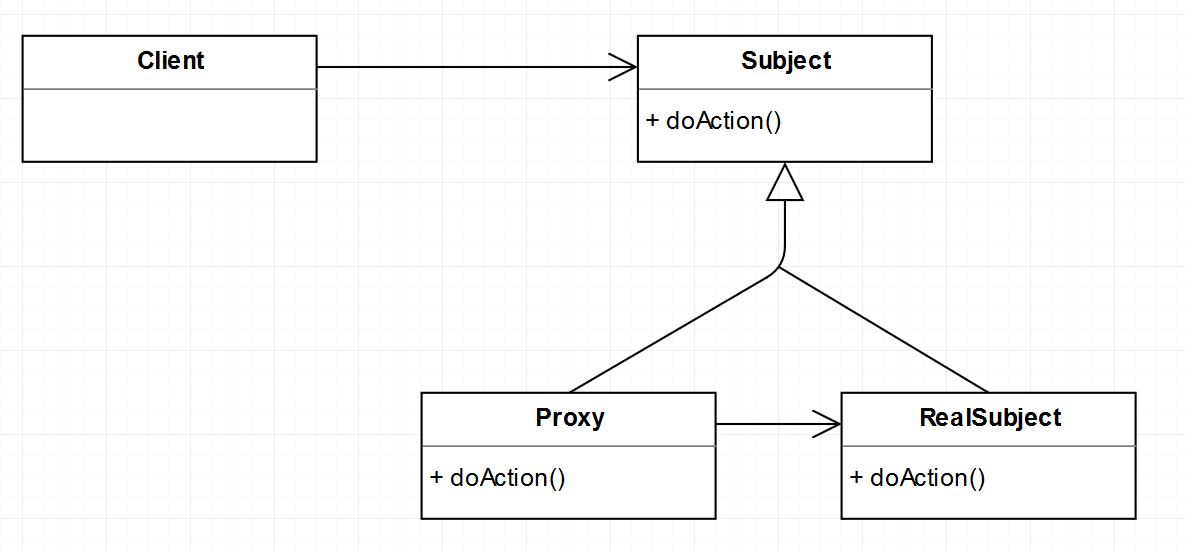 Client
Subject
+ doAction()
Proxy
RealSubject
+ doAction()
+ doAction()